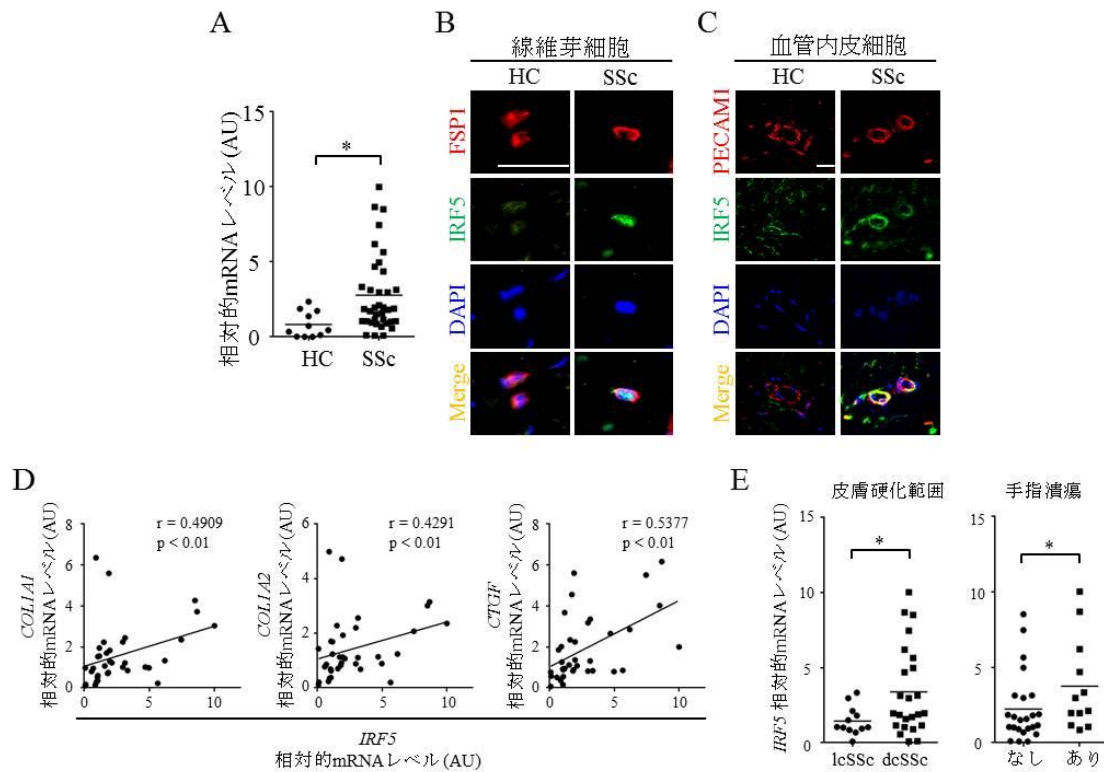 A
相対的mRNAレベル(AU)
15
10
5
0
*
HC
SSc
B
線維芽細胞
HC
SSc
FSP1
IRF5
DAPI
Merge
C
血管内皮細胞
HC
SSc
PECAM1
IRF5
DAPI
Merge
D
COL1A1
相対的mRNAレベル(AU)
8
6
4
2
0
r = 0.4909
p < 0.01
0
5
10
COL1A2
相対的mRNAレベル(AU)
6
4
2
0
r = 0.4291
p < 0.01
0
5
10
CTGF
相対的mRNAレベル(AU)
8
6
4
2
0
r = 0.5377
p < 0.01
0
5
10
IRF5
相対的mRNAレベル(AU)
E
皮膚硬化範囲
IRF5 相対的mRNAレベル(AU)
15
10
5
0
*
lcSSc
dcSSc
手指潰瘍
15
10
5
0
*
なし
あり